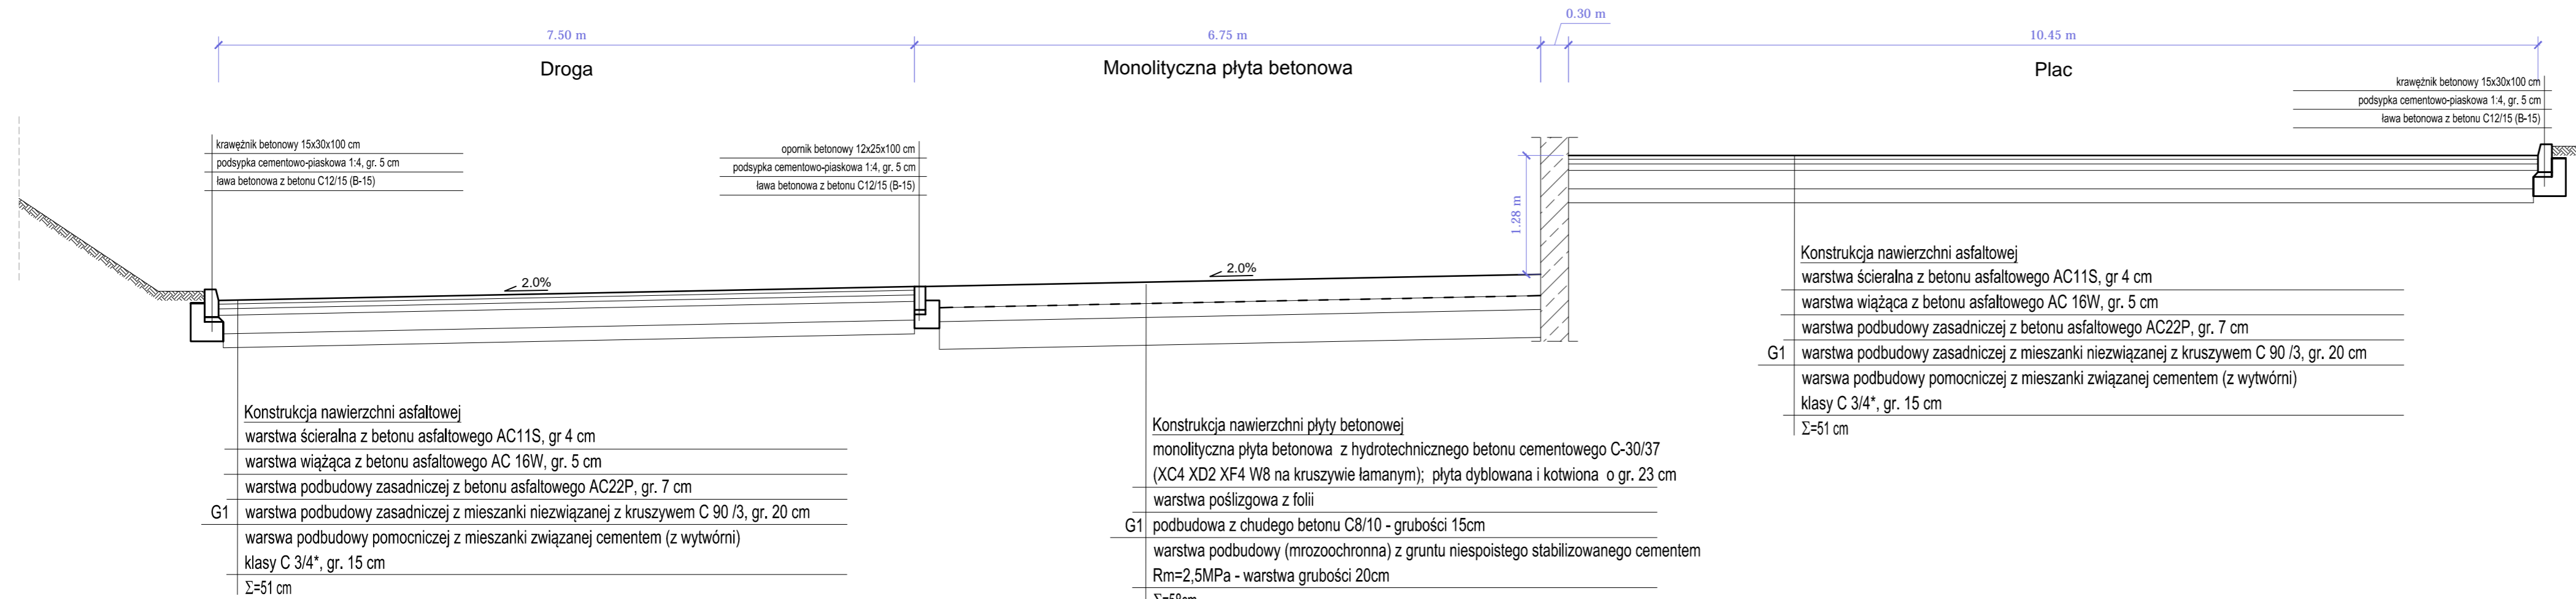 0.30 m
7.50 m
6.75 m
10.45 m
Droga
Monolityczna płyta betonowa
Plac
krawężnik betonowy 15x30x100 cm
podsypka cementowo-piaskowa 1:4, gr. 5 cm
ława betonowa z betonu C12/15 (B-15)
krawężnik betonowy 15x30x100 cm
podsypka cementowo-piaskowa 1:4, gr. 5 cm
ława betonowa z betonu C12/15 (B-15)
opornik betonowy 12x25x100 cm
podsypka cementowo-piaskowa 1:4, gr. 5 cm
ława betonowa z betonu C12/15 (B-15)
1.28 m
2.0%
2.0%
Konstrukcja nawierzchni asfaltowej
warstwa ścieralna z betonu asfaltowego AC11S, gr 4 cm
warstwa wiążąca z betonu asfaltowego AC 16W, gr. 5 cm
warstwa podbudowy zasadniczej z betonu asfaltowego AC22P, gr. 7 cm
G1 warstwa podbudowy zasadniczej z mieszanki niezwiązanej z kruszywem C 90 /3, gr. 20 cm
warswa podbudowy pomocniczej z mieszanki związanej cementem (z wytwórni)
klasy C 3/4*, gr. 15 cm
Σ=51 cm
Konstrukcja nawierzchni płyty betonowej
monolityczna płyta betonowa z hydrotechnicznego betonu cementowego C-30/37
(XC4 XD2 XF4 W8 na kruszywie łamanym); płyta dyblowana i kotwiona o gr. 23 cm
warstwa poślizgowa z folii
G1 podbudowa z chudego betonu C8/10 - grubości 15cm
warstwa podbudowy (mrozoochronna) z gruntu niespoistego stabilizowanego cementem
Rm=2,5MPa - warstwa grubości 20cm
Σ=58cm
Konstrukcja nawierzchni asfaltowej
warstwa ścieralna z betonu asfaltowego AC11S, gr 4 cm
warstwa wiążąca z betonu asfaltowego AC 16W, gr. 5 cm
warstwa podbudowy zasadniczej z betonu asfaltowego AC22P, gr. 7 cm
G1 warstwa podbudowy zasadniczej z mieszanki niezwiązanej z kruszywem C 90 /3, gr. 20 cm
warswa podbudowy pomocniczej z mieszanki związanej cementem (z wytwórni)
klasy C 3/4*, gr. 15 cm
Σ=51 cm